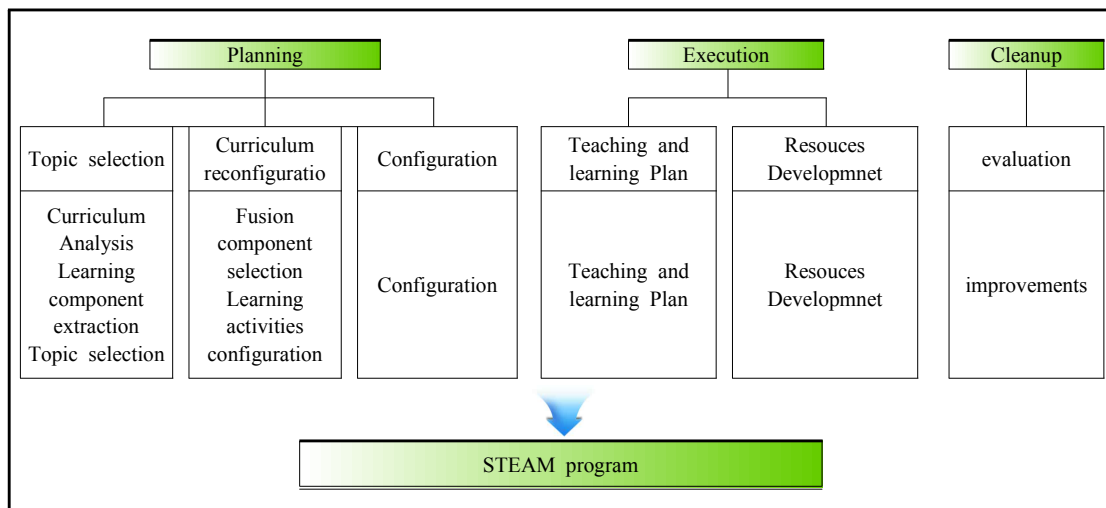 Planning
Execution
Cleanup
Topic selection
Curriculum
reconfiguratio
Configuration
Teaching and
learning Plan
Resouces
Developmnet
evaluation
Curriculum
Analysis
Learning
component
extraction
Topic selection
Fusion
component
selection
Learning
activities
configuration
Configuration
Teaching and
learning Plan
Resouces
Developmnet
improvements
STEAM program